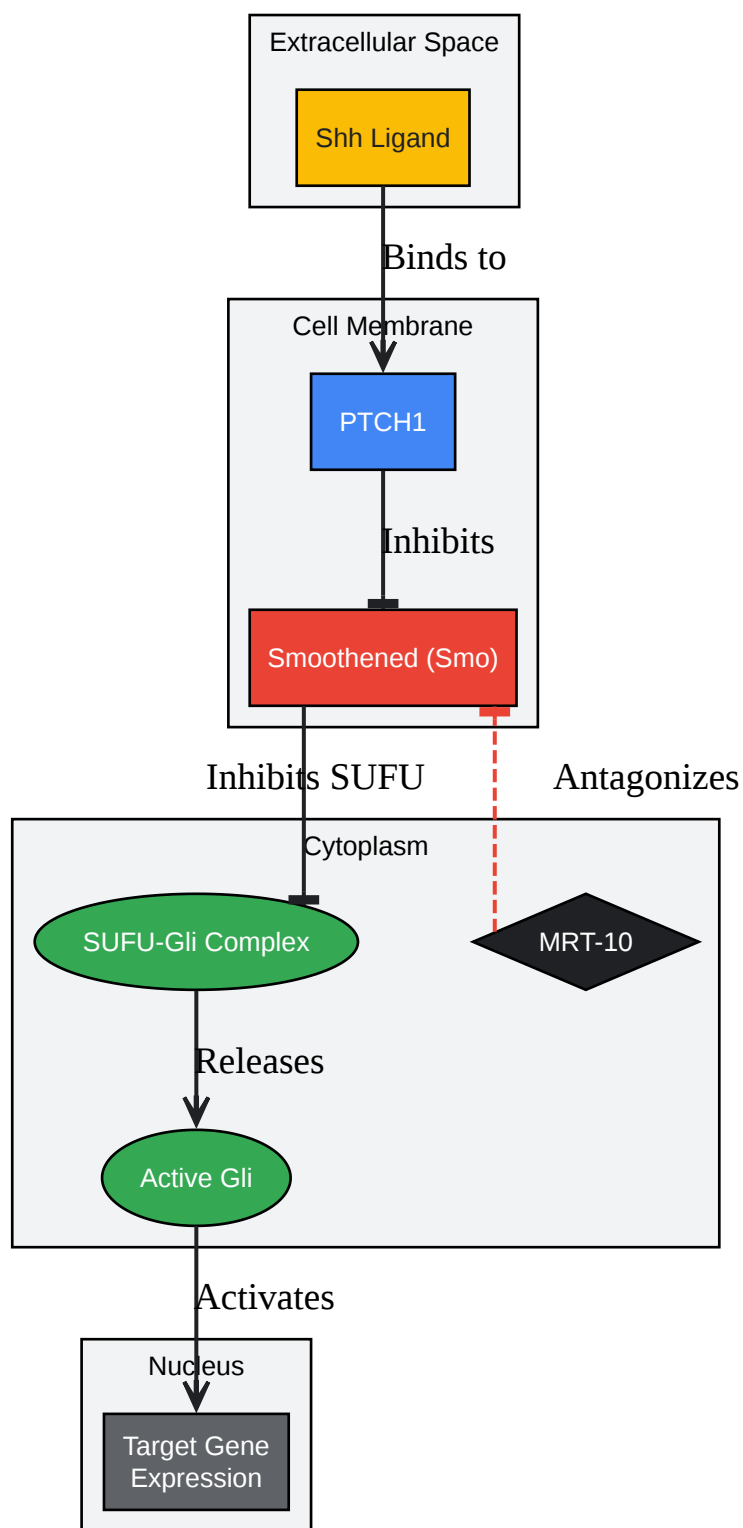 Extracellular Space
Shh Ligand
Binds to
Cell Membrane
PTCH1
Inhibits
Smoothened (Smo)
Inhibits SUFU
Antagonizes
Cytoplasm
SUFU-Gli Complex
MRT-10
Releases
Active Gli
Activates
Nucleus
Target Gene
Expression